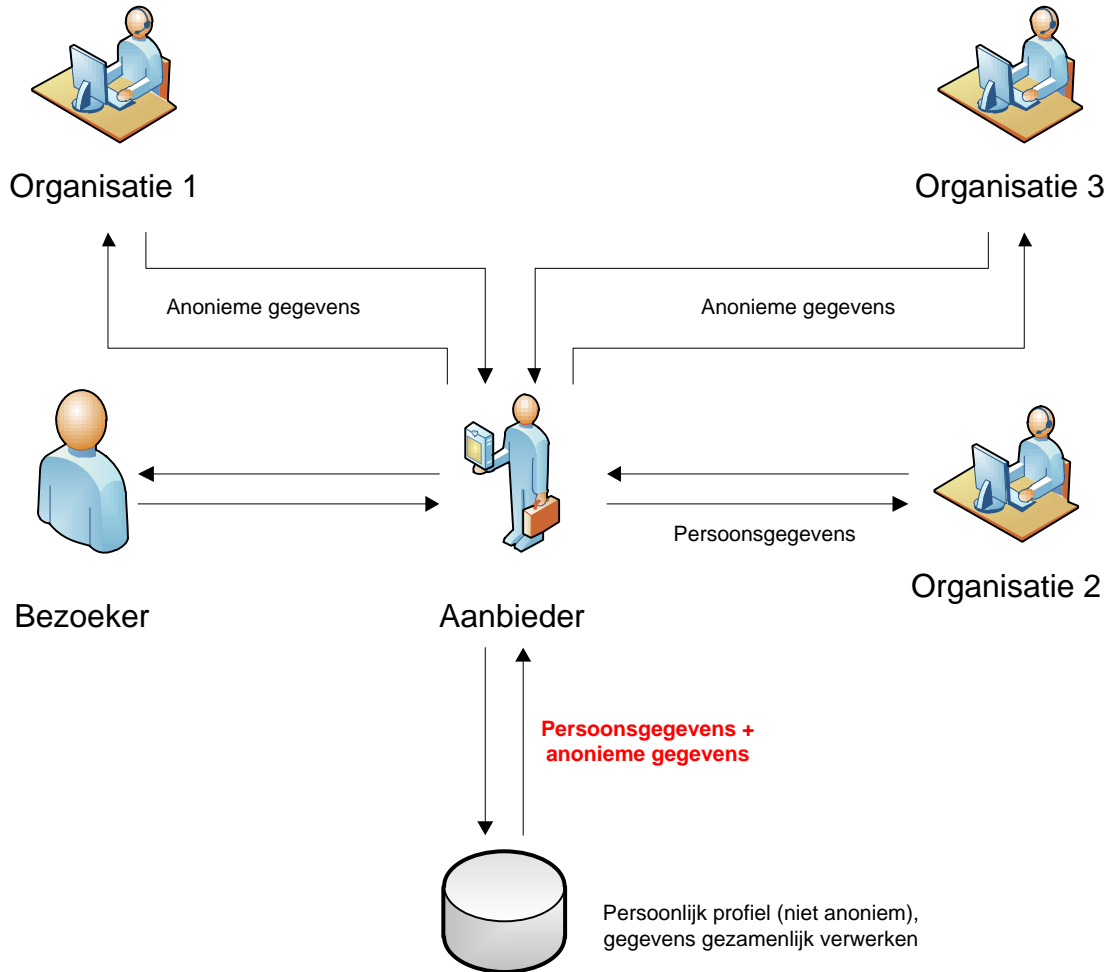 Organisatie 1
Organisatie 3
Anonieme gegevens
Anonieme gegevens
Persoonsgegevens
Organisatie 2
Bezoeker
Aanbieder
Persoonsgegevens +
anonieme gegevens
Persoonlijk profiel (niet anoniem),
gegevens gezamenlijk verwerken